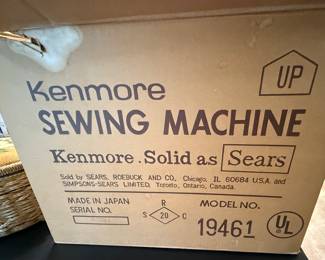 UP
Kenmore
SEWING MACHINE
Kenmore. Solid as Sears
Sold by SEARS, ROEBUCK AND CO., Chicago, IL 60684 U.S.A. and
SIMPSONS-SEARS LIMITED, Toronto, Ontario, Canada.
MADE IN JAPAN
SERIAL NO.
R
S 20 C
MODEL NO.
19461
UL